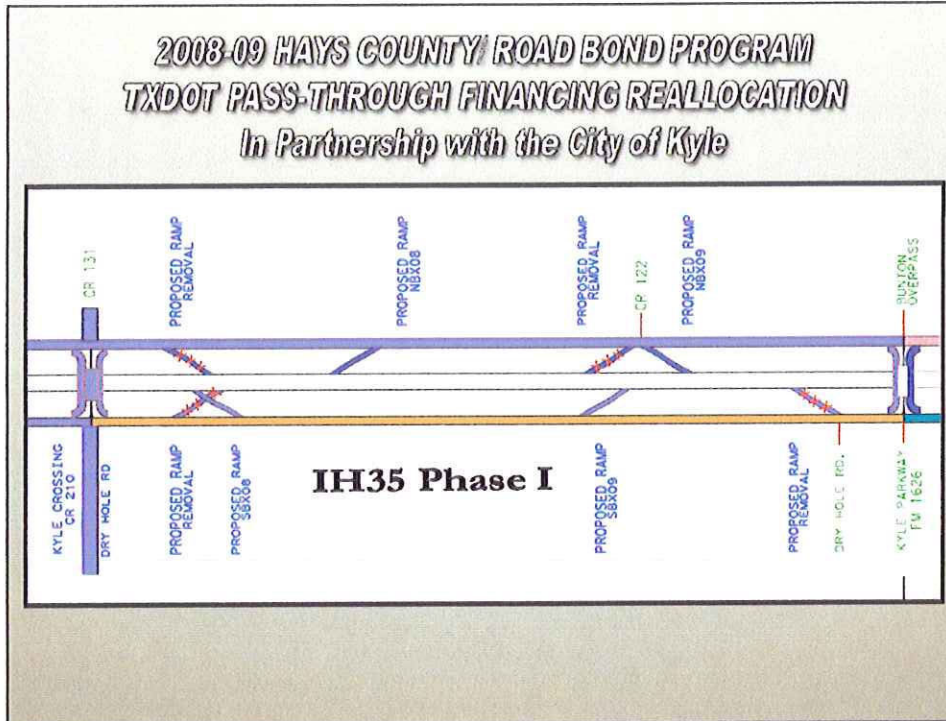 2008-09 HAYS COUNTY/ ROAD BOND PROGRAM
TXDOT PASS-THROUGH FINANCING REALLOCATION
In Partnership with the City of Kyle
CR 131
PROPOSED RAMP
REMOVAL
PROPOSED RAMP
NBX08
PROPOSED RAMP
REMOVAL
CR 122
PROPOSED RAMP
NBX09
BUNTON
OVERPASS
KYLE CROSSING
CR 210
DRY HOLE RD
PROPOSED RAMP
REMOVAL
PROPOSED RAMP
SBX08
IH35 Phase I
PROPOSED RAMP
SBX09
PROPOSED RAMP
REMOVAL
DRY HOLE RD.
KYLE PARKWAY
FM 1626